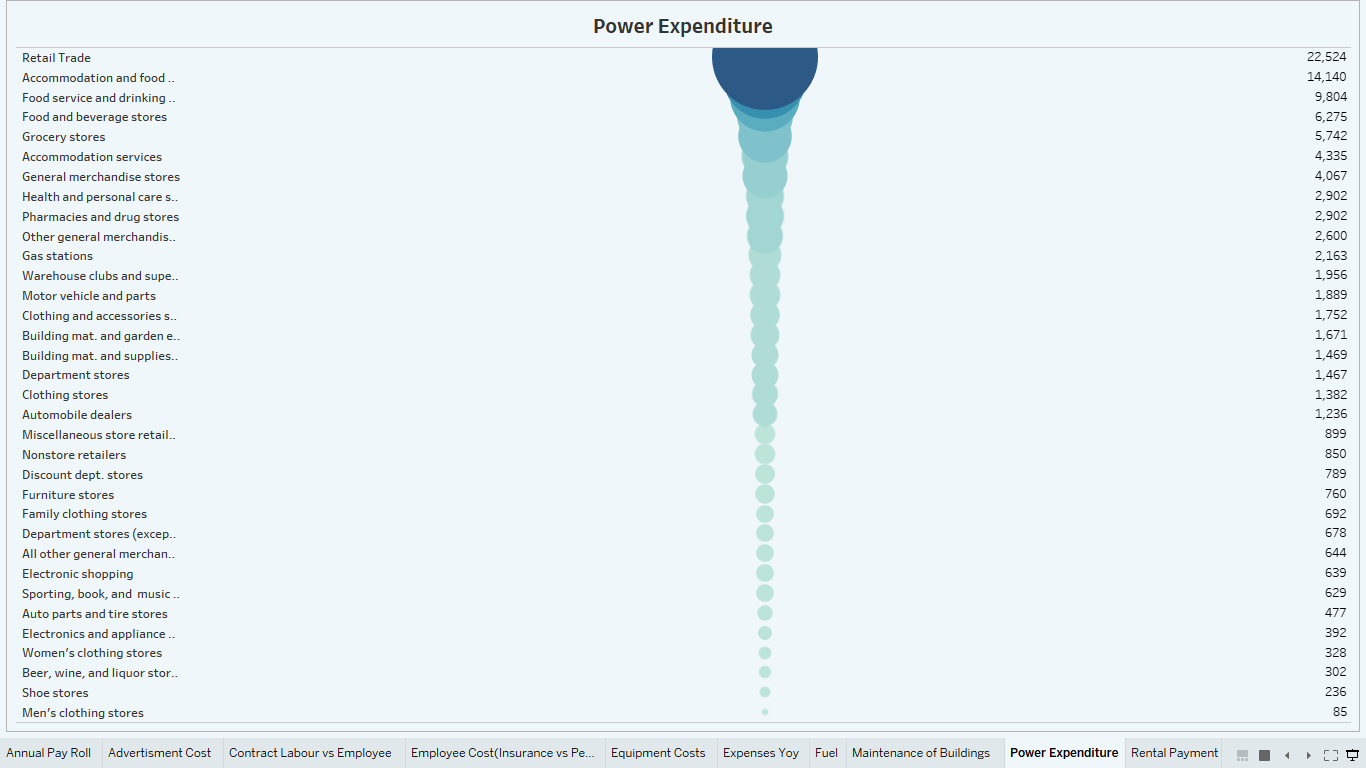 Power Expenditure
Retail Trade 22,524
Accommodation and food .. 14,140
Food service and drinking .. 9,804
Food and beverage stores 6,275
Grocery stores 5,742
Accommodation services 4,335
General merchandise stores 4,067
Health and personal care s.. 2,902
Pharmacies and drug stores 2,902
Other general merchandis.. 2,600
Gas stations 2,163
Warehouse clubs and supe.. 1,956
Motor vehicle and parts 1,889
Clothing and accessories s.. 1,752
Building mat. and garden e.. 1,671
Building mat. and supplies.. 1,469
Department stores 1,467
Clothing stores 1,382
Automobile dealers 1,236
Miscellaneous store retail.. 899
Nonstore retailers 850
Discount dept. stores 789
Furniture stores 760
Family clothing stores 692
Department stores (excep.. 678
All other general merchan.. 644
Electronic shopping 639
Sporting, book, and  music .. 629
Auto parts and tire stores 477
Electronics and appliance .. 392
Women’s clothing stores 328
Beer, wine, and liquor stor.. 302
Shoe stores 236
Men’s clothing stores 85
Annual Pay Roll Advertisment Cost Contract Labour vs Employee Employee Cost(Insurance vs Pe... Equipment Costs Expenses Yoy Fuel Maintenance of Buildings Power Expenditure Rental Payment